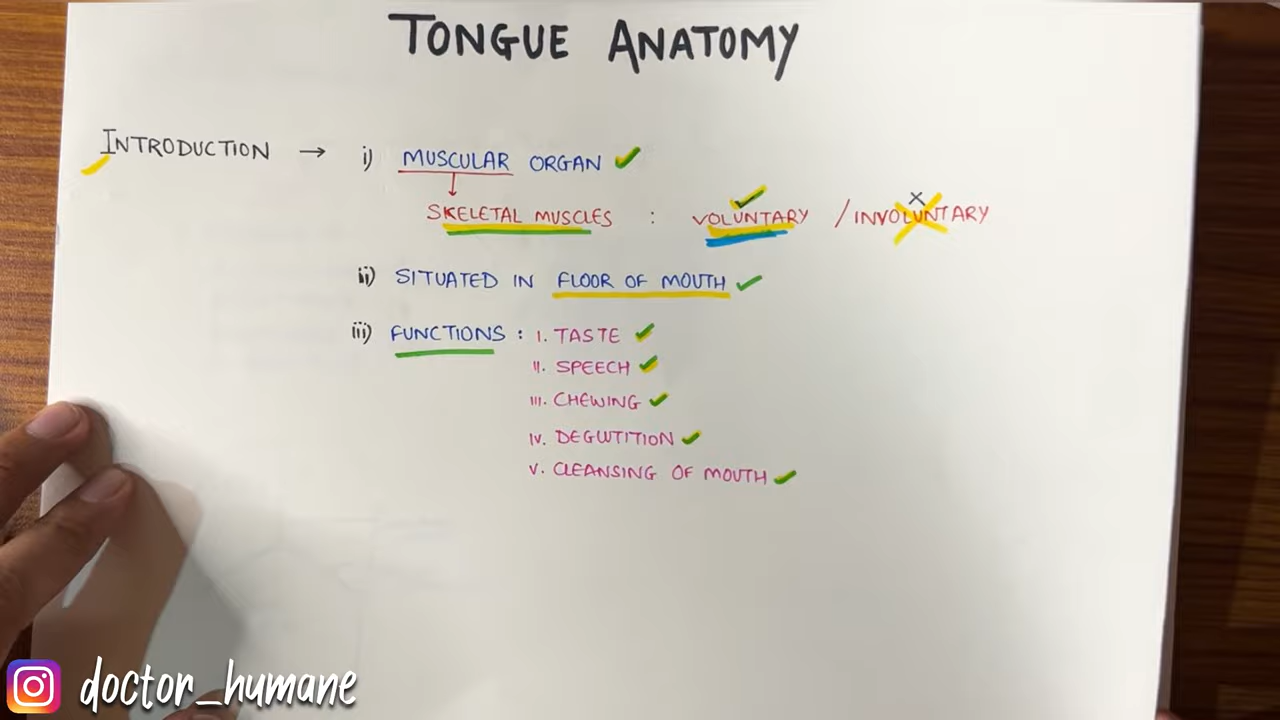 TONGUE ANATOMY
INTRODUCTION → i) MUSCULAR ORGAN ✓
SKELETAL MUSCLES : VOLUNTARY / INVOLUNTARY
ii) SITUATED IN FLOOR OF MOUTH ✓
iii) FUNCTIONS : I. TASTE ✓
II. SPEECH ✓
III. CHEWING ✓
IV. DEGLUTITION ✓
V. CLEANSING OF MOUTH ✓
doctor_humane